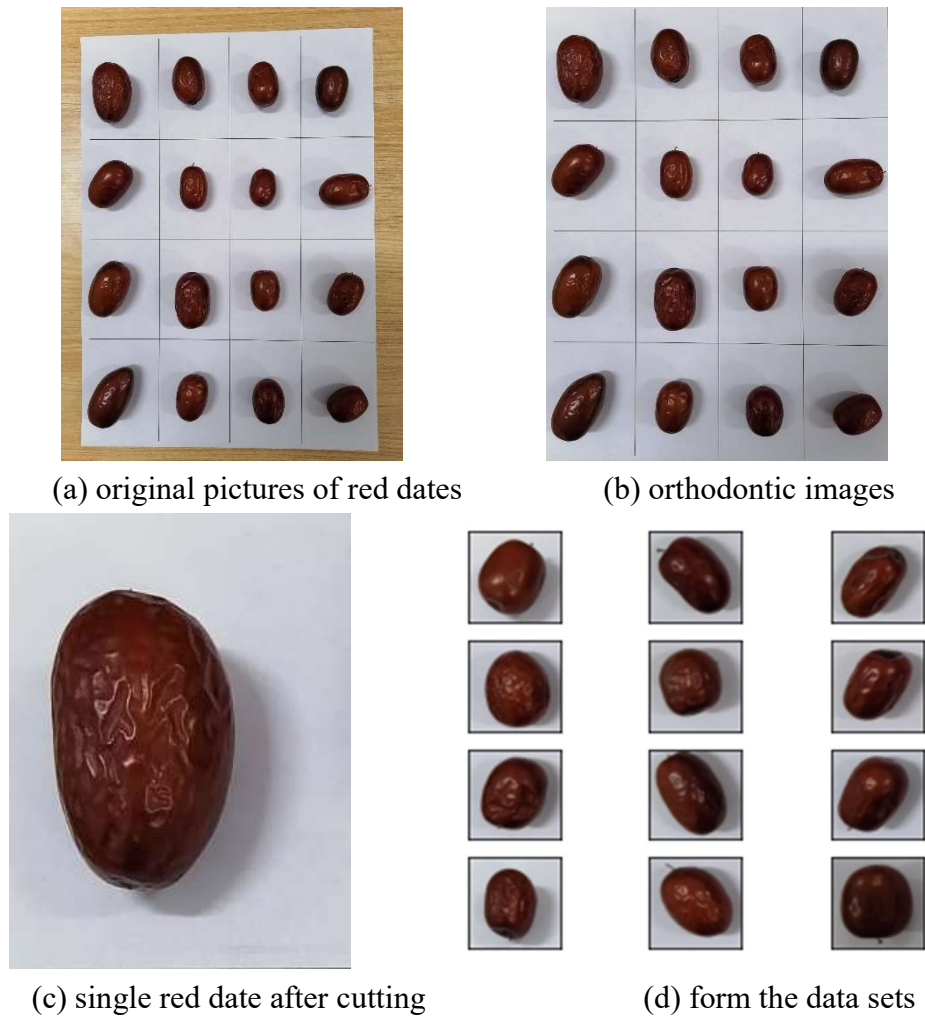 (a) original pictures of red dates
(b) orthodontic images
(c) single red date after cutting
(d) form the data sets